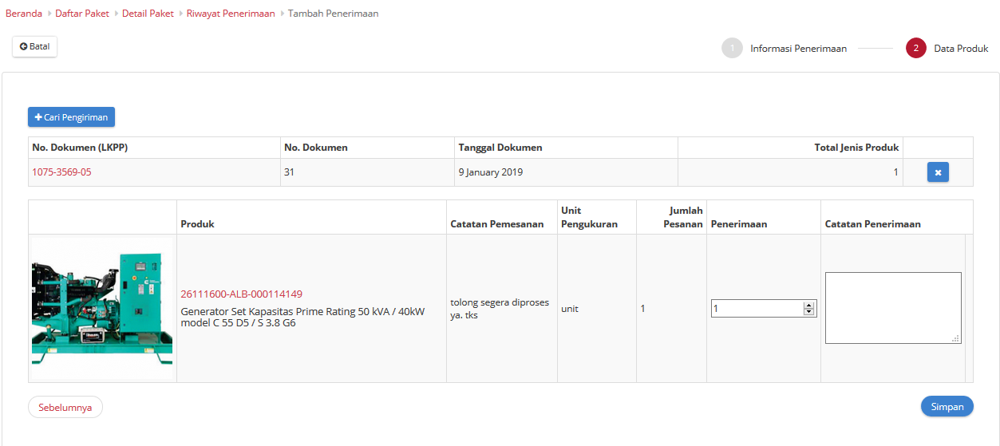 Beranda Daftar Paket Detail Paket Riwayat Penerimaan Tambah Penerimaan
Batal
1 Informasi Penerimaan 2 Data Produk
+ Cari Pengiriman
No. Dokumen (LKPP) No. Dokumen Tanggal Dokumen Total Jenis Produk
1075-3569-05 31 9 January 2019 1
Produk Catatan Pemesanan Unit Pengukuran Jumlah Pesanan Penerimaan Catatan Penerimaan
26111600-ALB-000114149
Generator Set Kapasitas Prime Rating 50 kVA / 40kW
model C 55 D5 / S 3.8 G6
tolong segera diproses
ya. tks
unit
1
1
Sebelumnya
Simpan